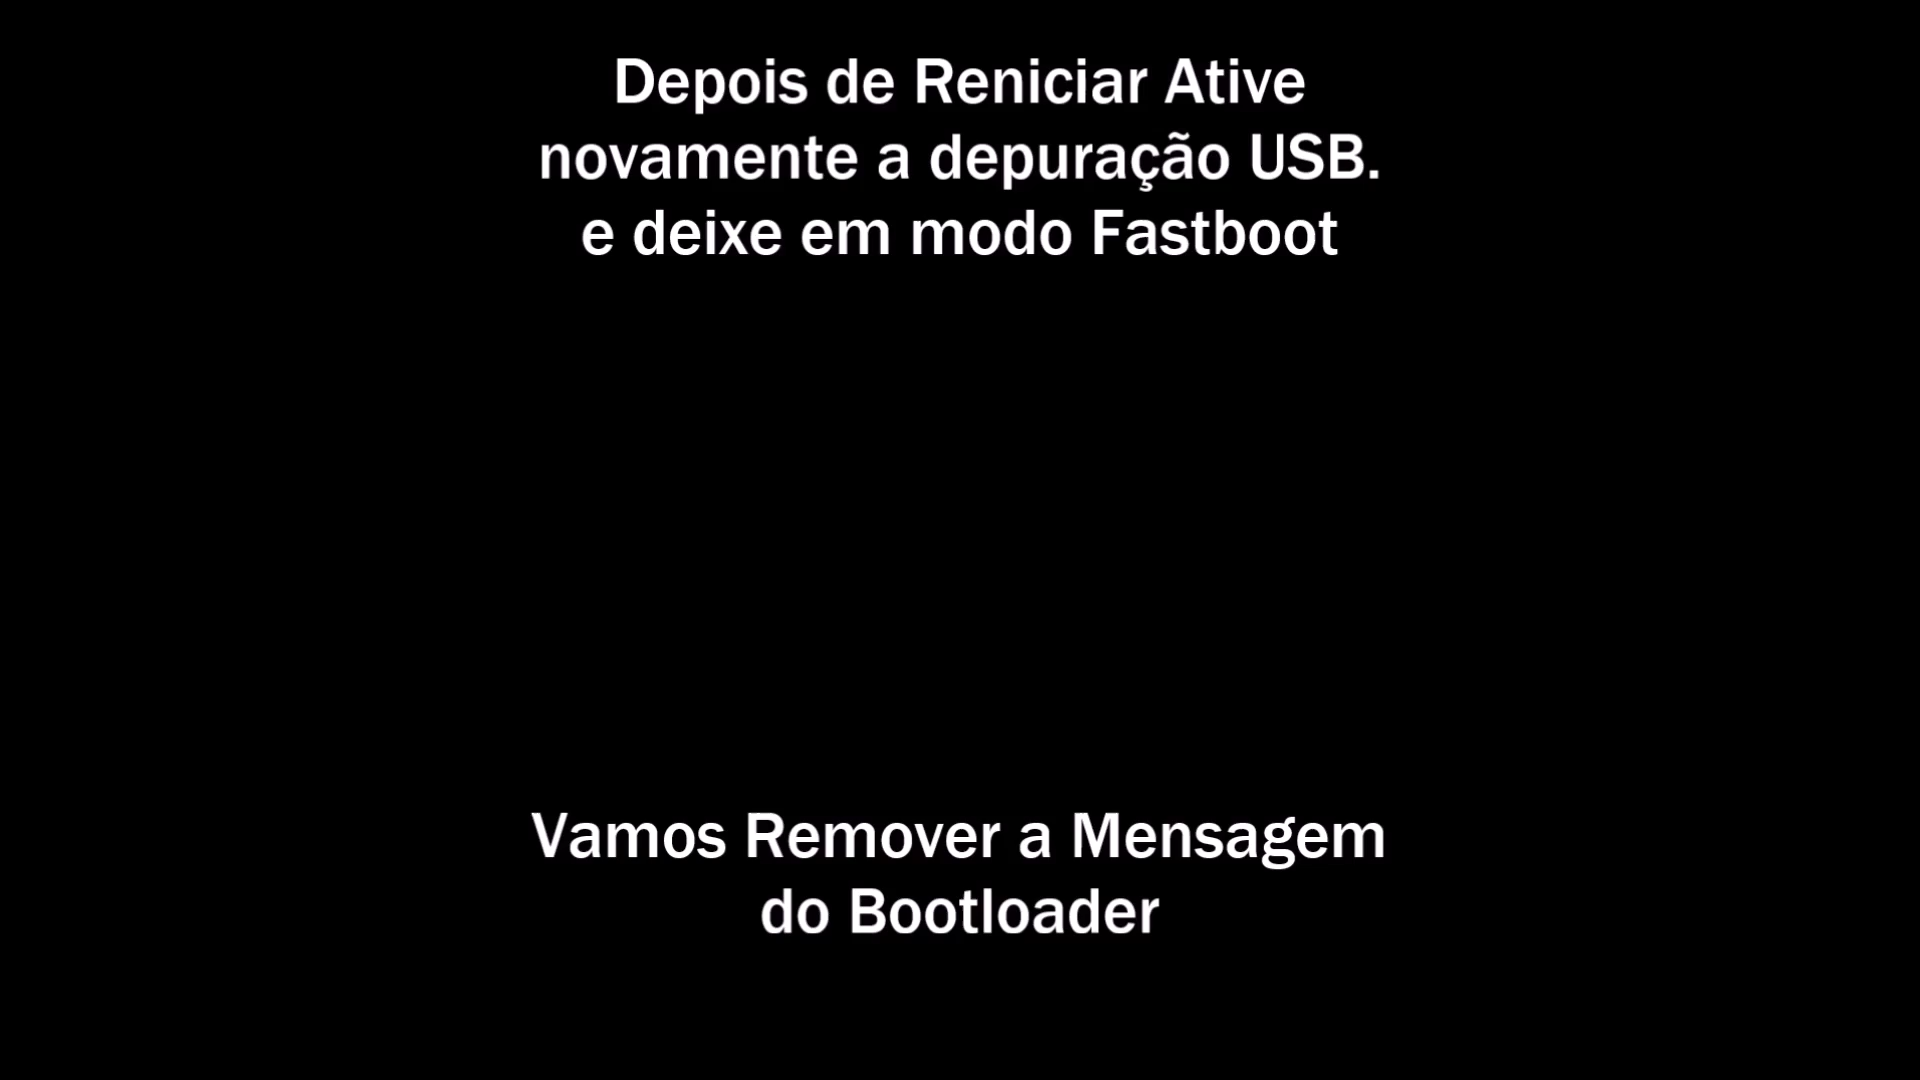 Depois de Reniciar Ative
novamente a depuração USB.
e deixe em modo Fastboot
Vamos Remover a Mensagem
do Bootloader